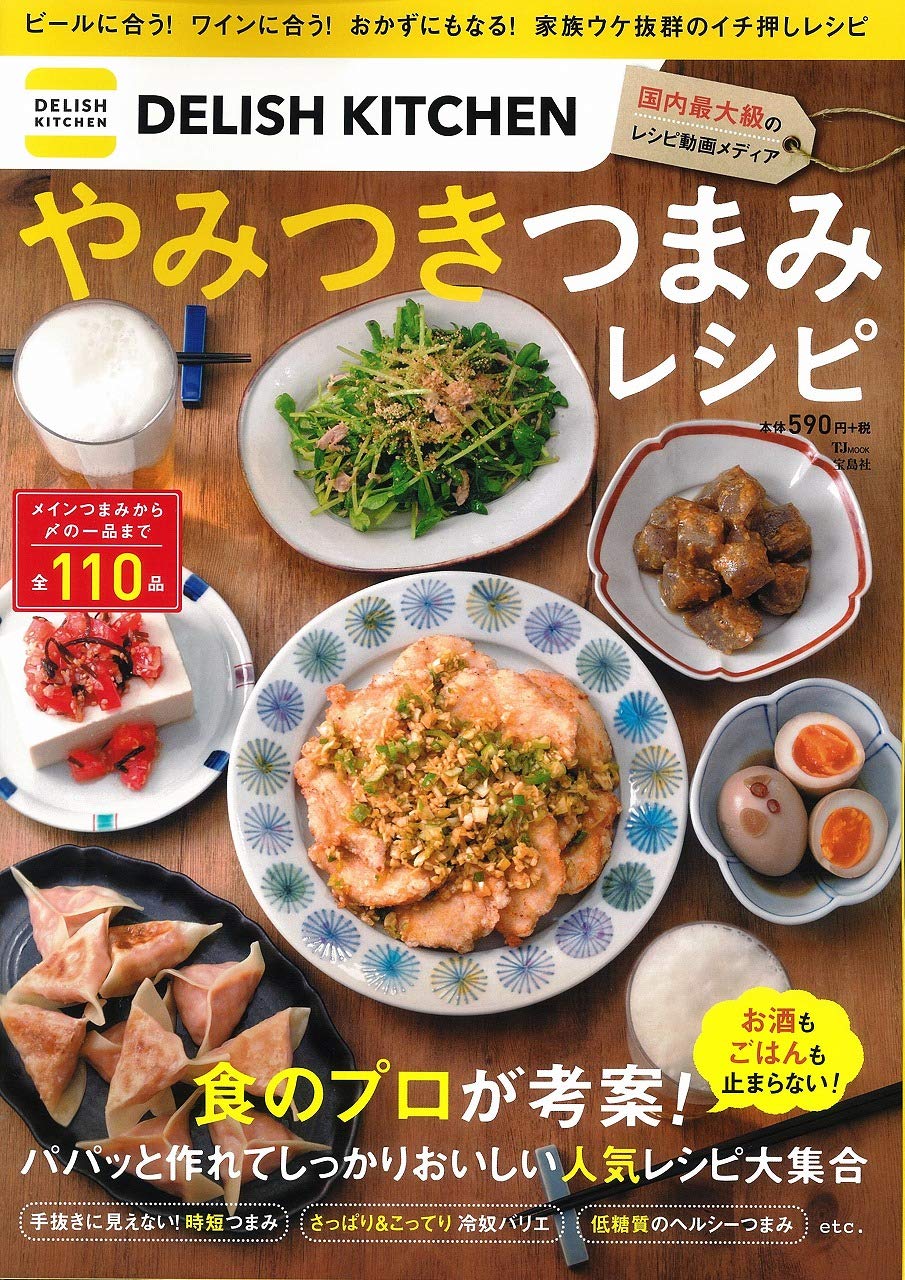 ビールに合う! ワインに合う! おかずにもなる! 家族ウケ抜群のイチ押しレシピ
DELISH
KITCHEN
DELISH KITCHEN
国内最大級の
レシピ動画メディア
やみつきつまみ
レシピ
本体590円+税
TJ MOOK
宝島社
メインつまみから
〆の一品まで
全110品
お酒も
ごはんも
止まらない!
食のプロが考案!
パパッと作れてしっかりおいしい人気レシピ大集合
手抜きに見えない! 時短つまみ
さっぱり&こってり 冷奴バリエ
低糖質のヘルシーつまみ
etc.